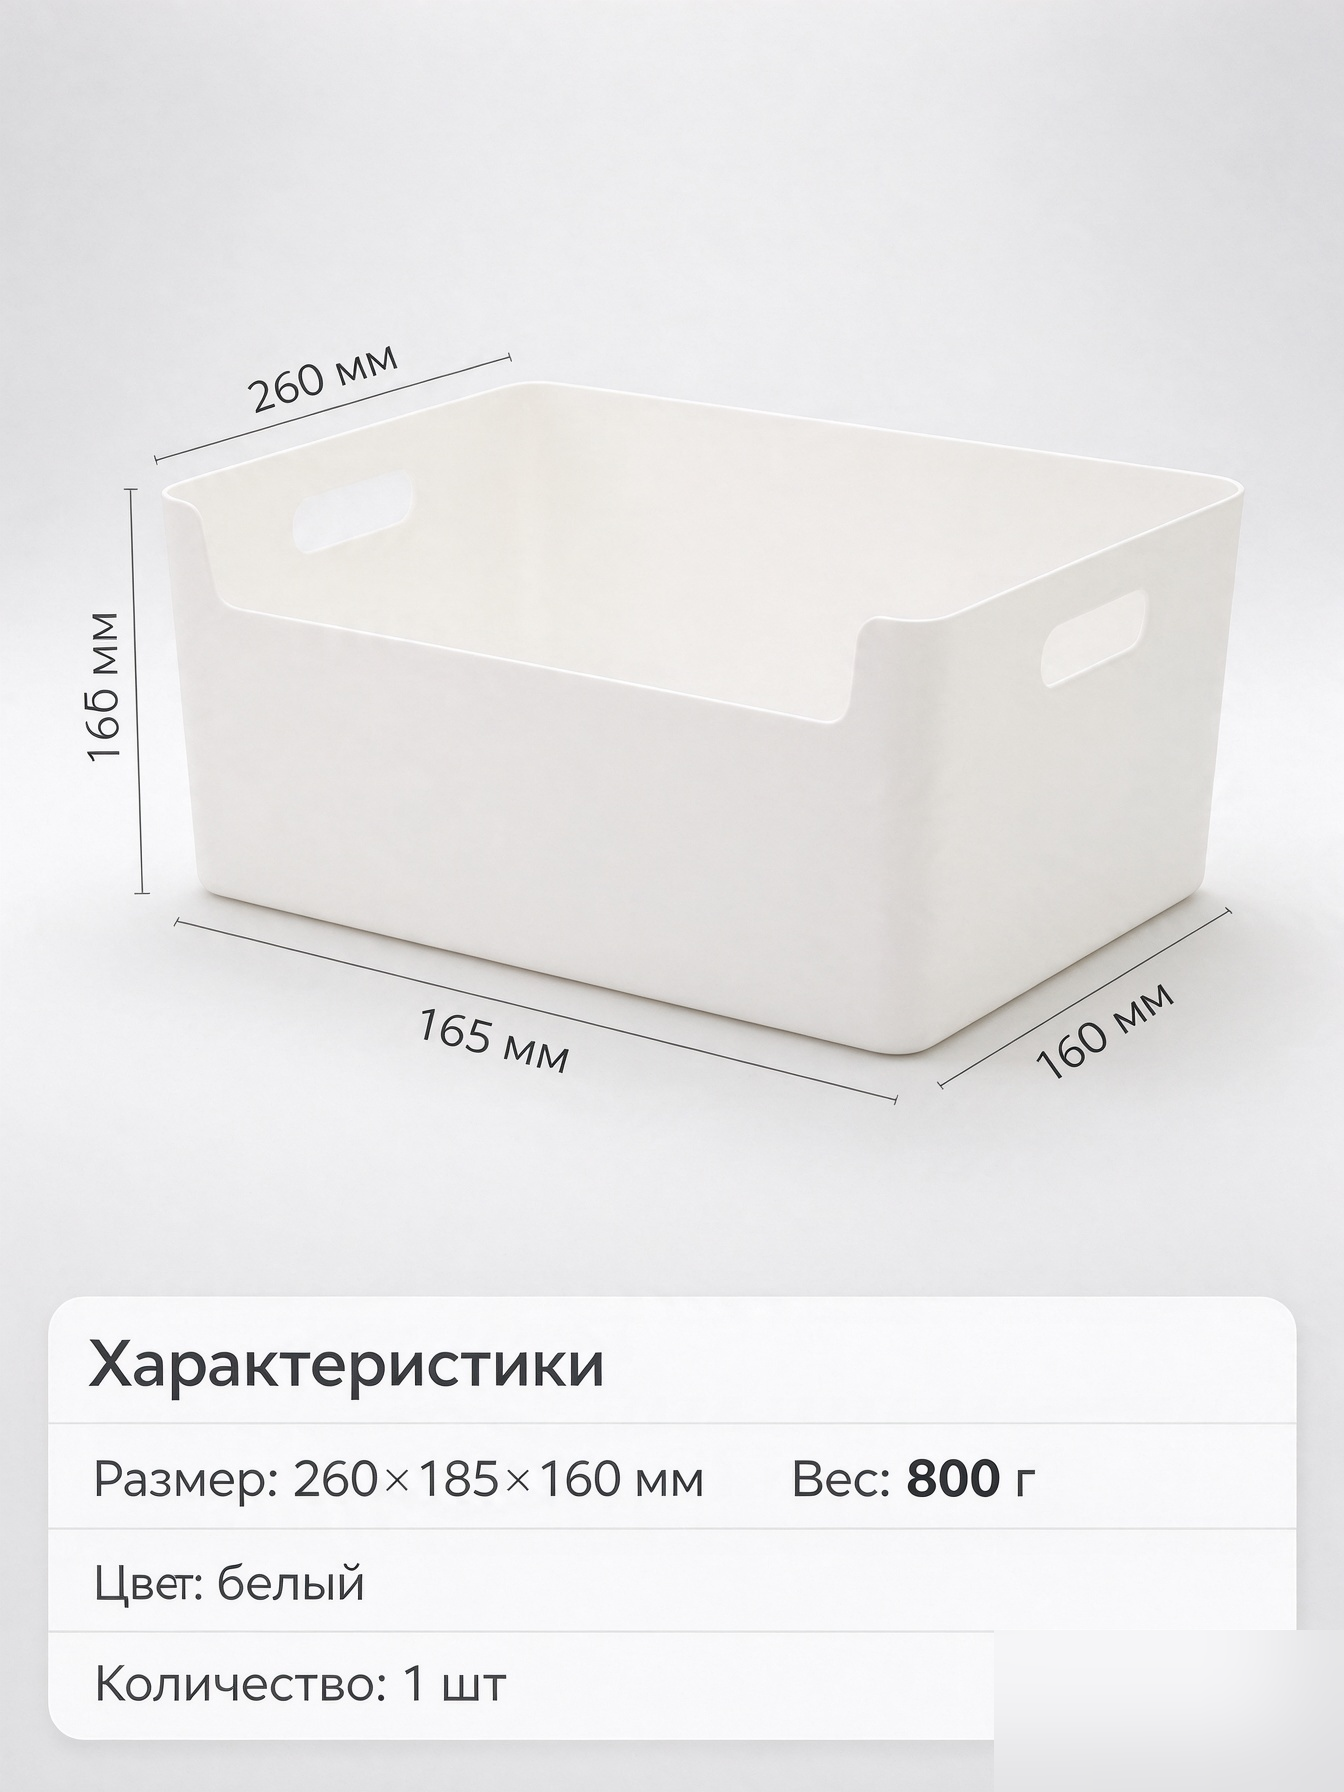 260 мм
166 мм
165 мм
160 мм
Характеристики
Размер: 260×185×160 мм Вес: 800 г
Цвет: белый
Количество: 1 шт